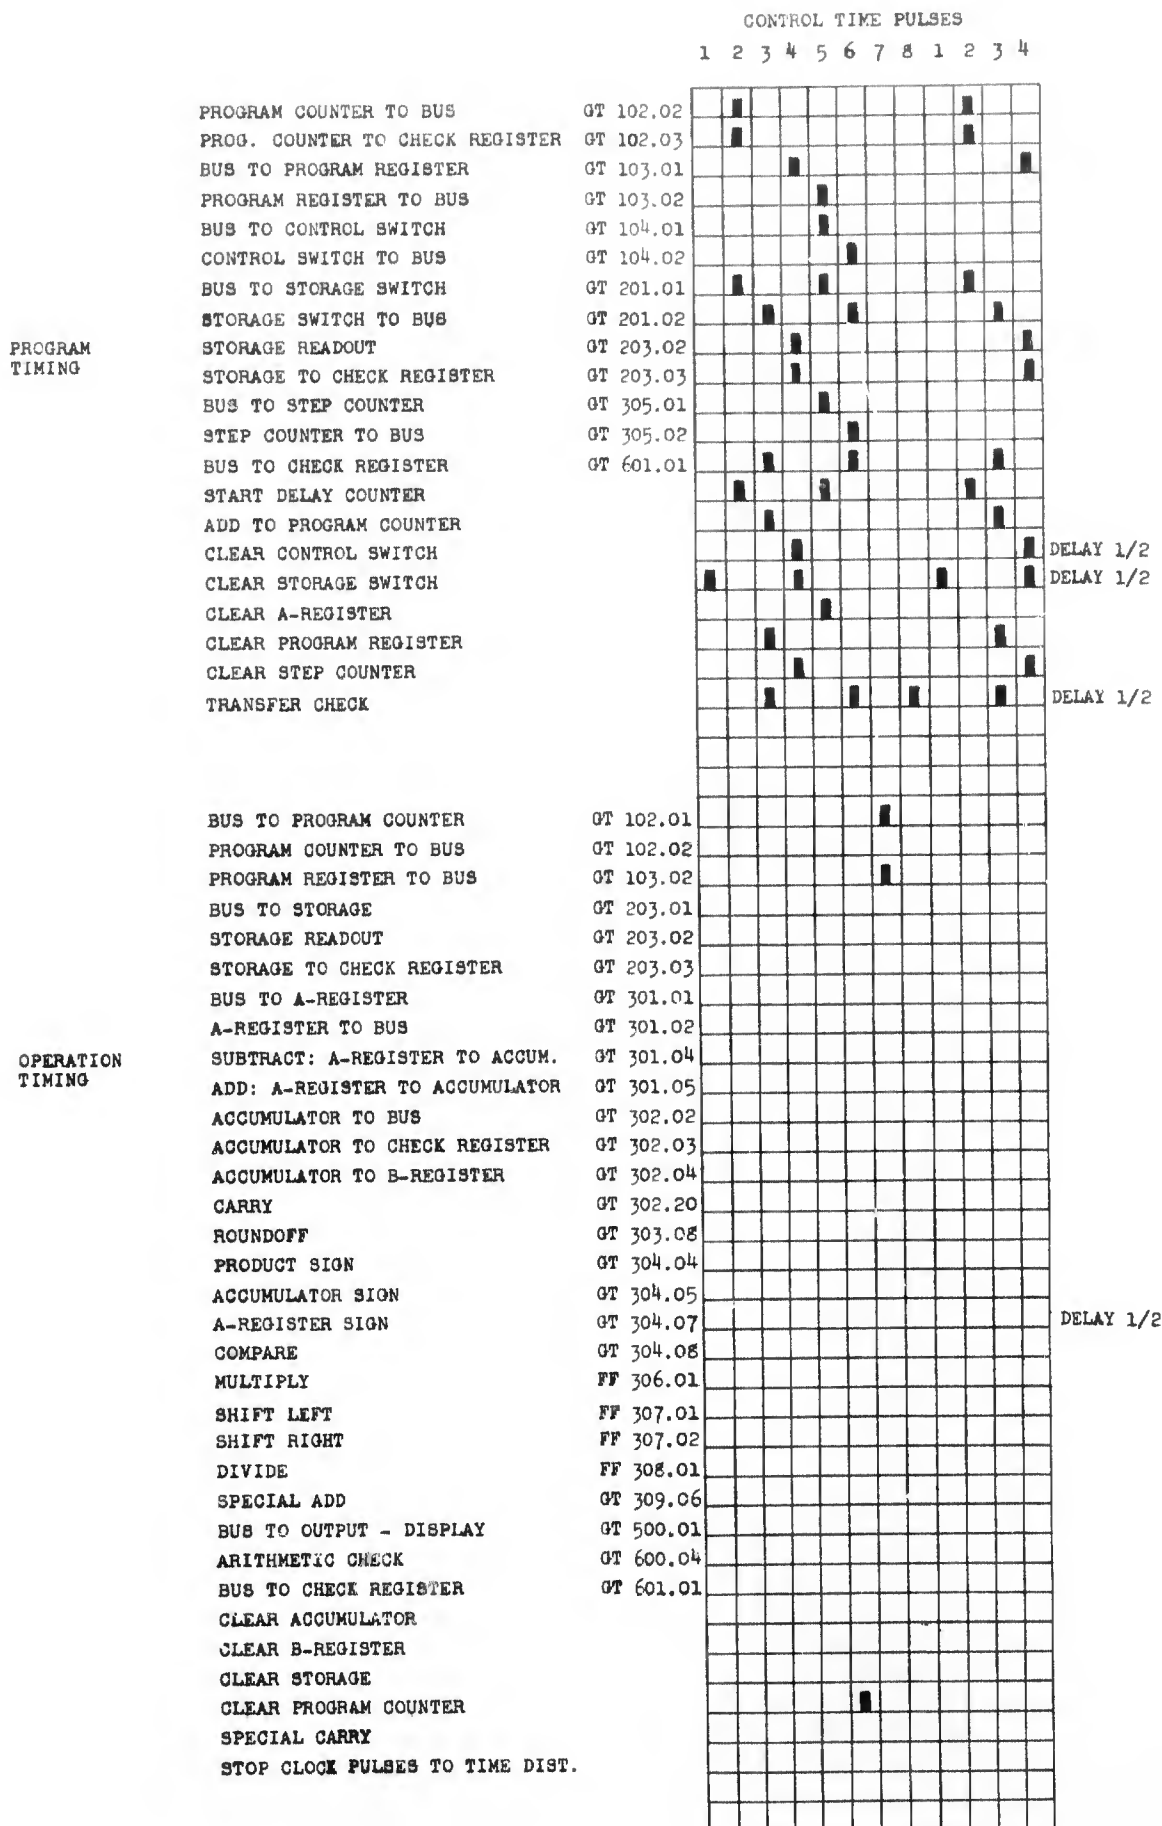 CONTROL TIME PULSES
1 2 3 4 5 6 7 8 1 2 3 4
PROGRAM COUNTER TO BUS GT 102.02
PROG. COUNTER TO CHECK REGISTER GT 102.03
BUS TO PROGRAM REGISTER GT 103.01
PROGRAM REGISTER TO BUS GT 103.02
BUS TO CONTROL SWITCH GT 104.01
CONTROL SWITCH TO BUS GT 104.02
BUS TO STORAGE SWITCH GT 201.01
STORAGE SWITCH TO BUS GT 201.02
PROGRAM TIMING
STORAGE READOUT GT 203.02
STORAGE TO CHECK REGISTER GT 203.03
BUS TO STEP COUNTER GT 305.01
STEP COUNTER TO BUS GT 305.02
BUS TO CHECK REGISTER GT 601.01
START DELAY COUNTER
ADD TO PROGRAM COUNTER
CLEAR CONTROL SWITCH DELAY 1/2
CLEAR STORAGE SWITCH DELAY 1/2
CLEAR A-REGISTER
CLEAR PROGRAM REGISTER
CLEAR STEP COUNTER
TRANSFER CHECK DELAY 1/2
BUS TO PROGRAM COUNTER GT 102.01
PROGRAM COUNTER TO BUS GT 102.02
PROGRAM REGISTER TO BUS GT 103.02
BUS TO STORAGE GT 203.01
STORAGE READOUT GT 203.02
STORAGE TO CHECK REGISTER GT 203.03
BUS TO A-REGISTER GT 301.01
A-REGISTER TO BUS GT 301.02
OPERATION TIMING
SUBTRACT: A-REGISTER TO ACCUM. GT 301.04
ADD: A-REGISTER TO ACCUMULATOR GT 301.05
ACCUMULATOR TO BUS GT 302.02
ACCUMULATOR TO CHECK REGISTER GT 302.03
ACCUMULATOR TO B-REGISTER GT 302.04
CARRY GT 302.20
ROUNDOFF GT 303.08
PRODUCT SIGN GT 304.04
ACCUMULATOR SIGN GT 304.05
A-REGISTER SIGN GT 304.07 DELAY 1/2
COMPARE GT 304.08
MULTIPLY FF 306.01
SHIFT LEFT FF 307.01
SHIFT RIGHT FF 307.02
DIVIDE FF 308.01
SPECIAL ADD GT 309.06
BUS TO OUTPUT - DISPLAY GT 500.01
ARITHMETIC CHECK GT 600.04
BUS TO CHECK REGISTER GT 601.01
CLEAR ACCUMULATOR
CLEAR B-REGISTER
CLEAR STORAGE
CLEAR PROGRAM COUNTER
SPECIAL CARRY
STOP CLOCK PULSES TO TIME DIST.